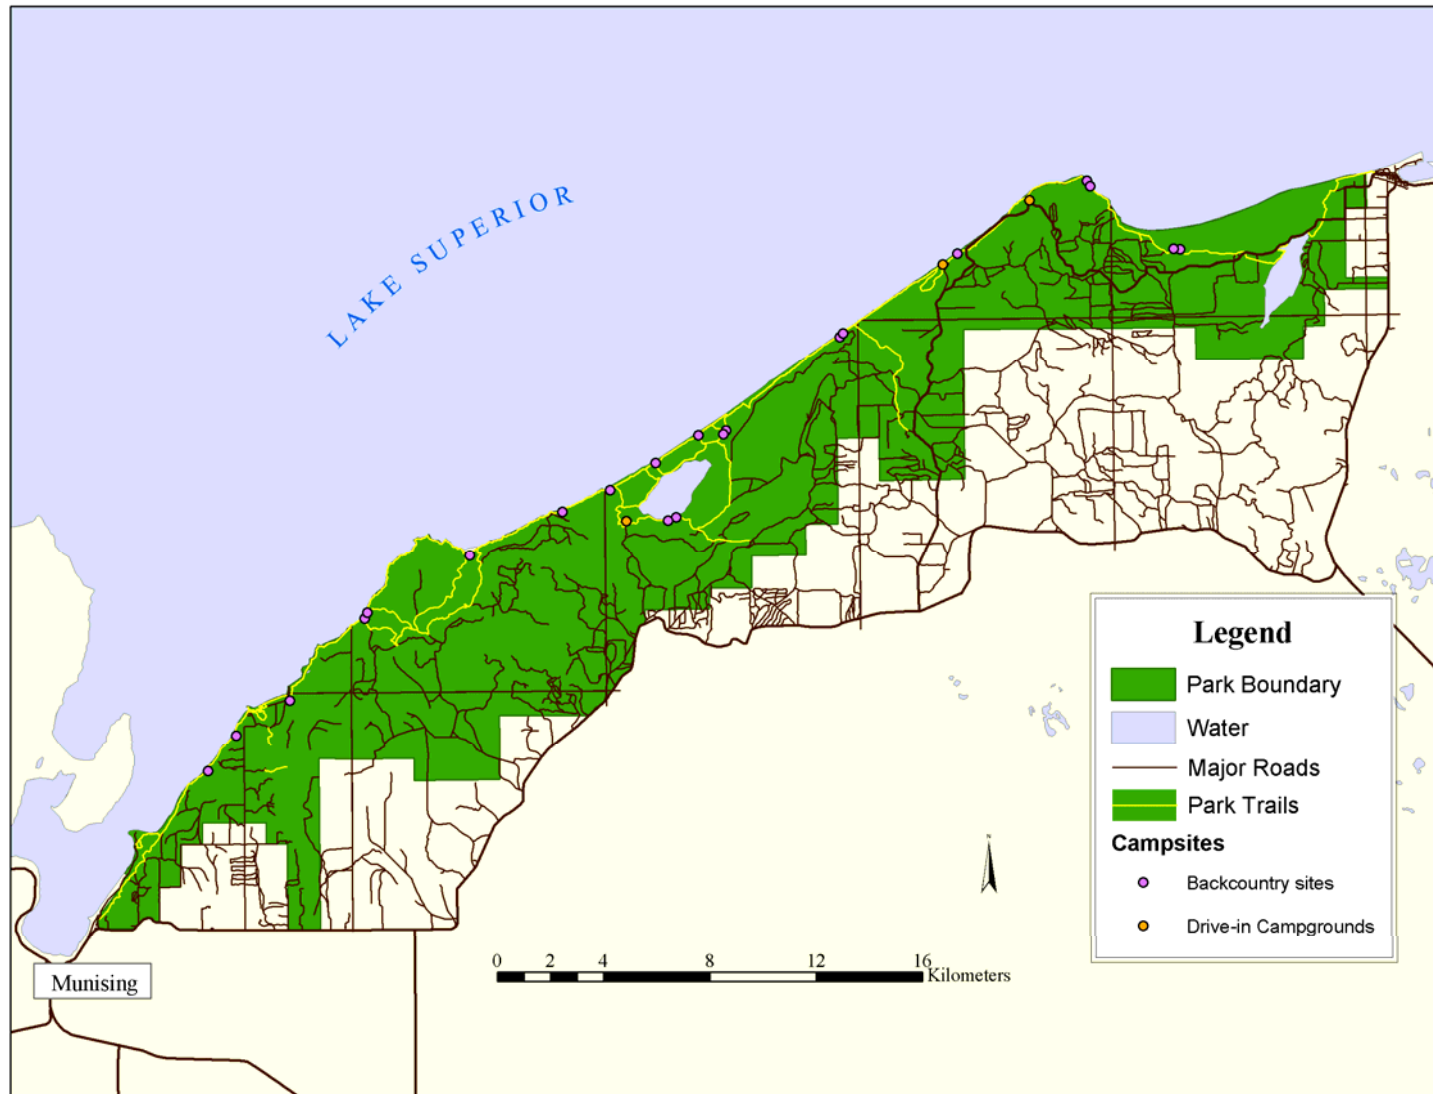 LAKE SUPERIOR
Legend
Park Boundary
Water
Major Roads
Park Trails
Campsites
Backcountry sites
Drive-in Campgrounds
N
0 2 4 8 12 16
Kilometers
Munising